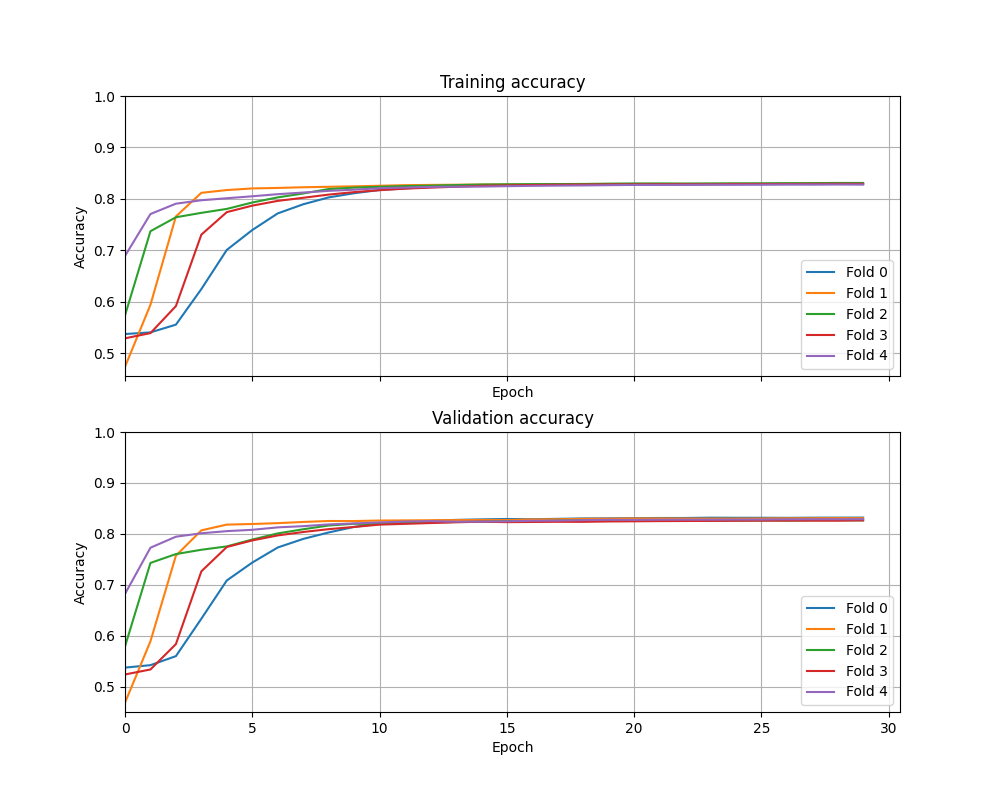 Training accuracy
1.0
0.9
0.8
0.7
0.6
0.5
Accuracy
Fold 0
Fold 1
Fold 2
Fold 3
Fold 4
Epoch
Validation accuracy
1.0
0.9
0.8
0.7
0.6
0.5
Accuracy
Fold 0
Fold 1
Fold 2
Fold 3
Fold 4
0 5 10 15 20 25 30
Epoch